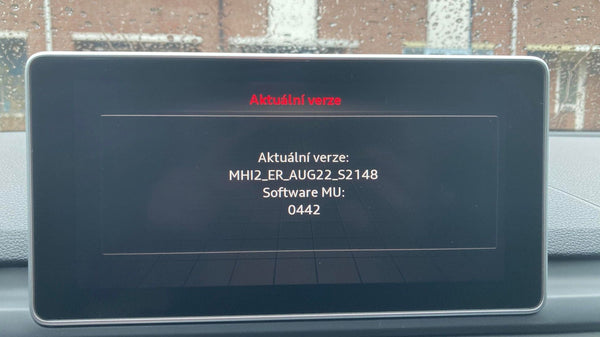 Aktuální verze
Aktuální verze:
MHI2_ER_AUG22_S2148
Software MU:
0442